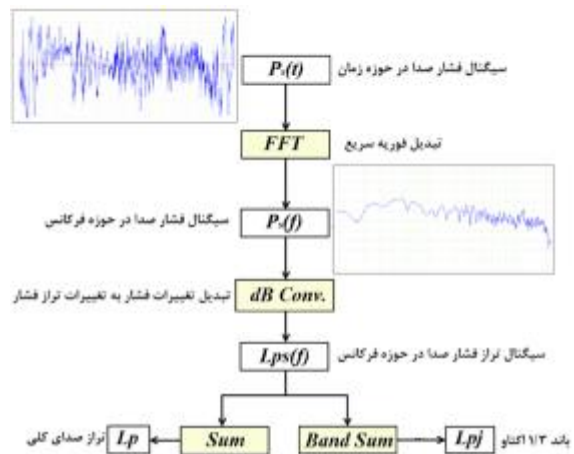 سیگنال فشار صدا در حوزه زمان
Ps(t)
تبدیل فوریه سریع
FFT
سیگنال فشار صدا در حوزه فرکانس
Ps(f)
تبدیل تغییرات فشار به تغییرات تراز فشار
dB Conv.
سیگنال تراز فشار صدا در حوزه فرکانس
Lps(f)
تراز صدای کلی
Lp
Sum
Band Sum
Lpj
باند ۱/۳ اکتاو